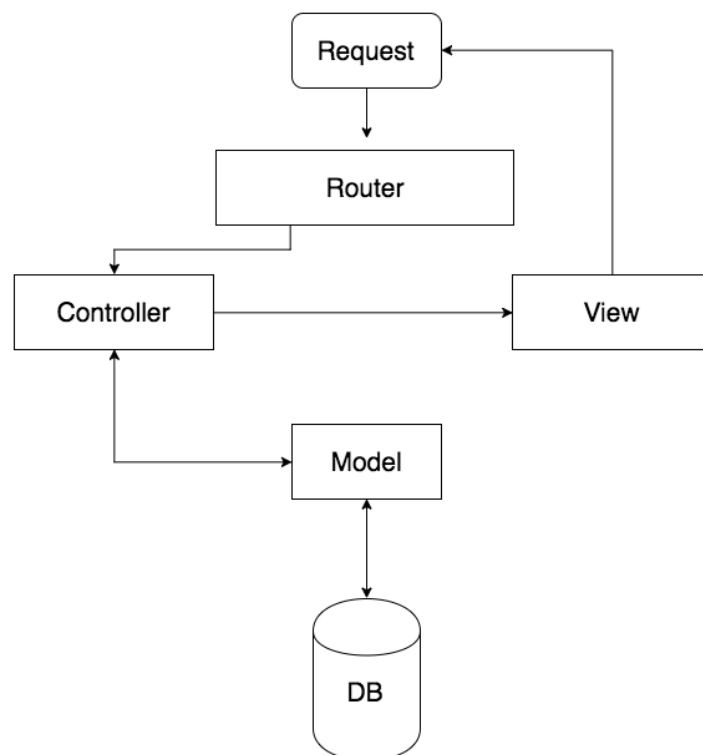 Request
Router
Controller
View
Model
DB